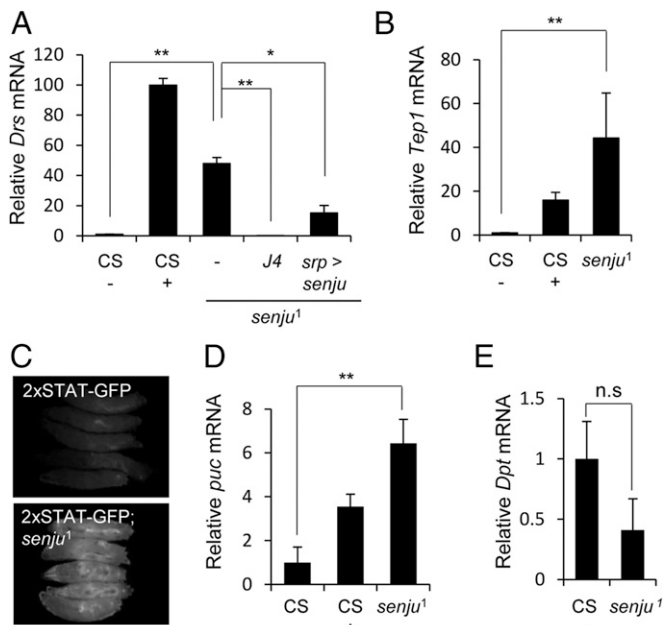 A
Relative Drs mRNA
120
100
80
60
40
20
0
**
*
**
CS
CS
-
J4
srp >
senju
-
+
senju¹
B
Relative Tep1 mRNA
80
60
40
20
0
**
CS
CS
senju¹
-
+
C
2xSTAT-GFP
2xSTAT-GFP;
senju¹
D
Relative puc mRNA
8
6
4
2
0
**
CS
CS
senju¹
E
Relative Dpt mRNA
1.5
1
0.5
0
n.s
CS
senju¹